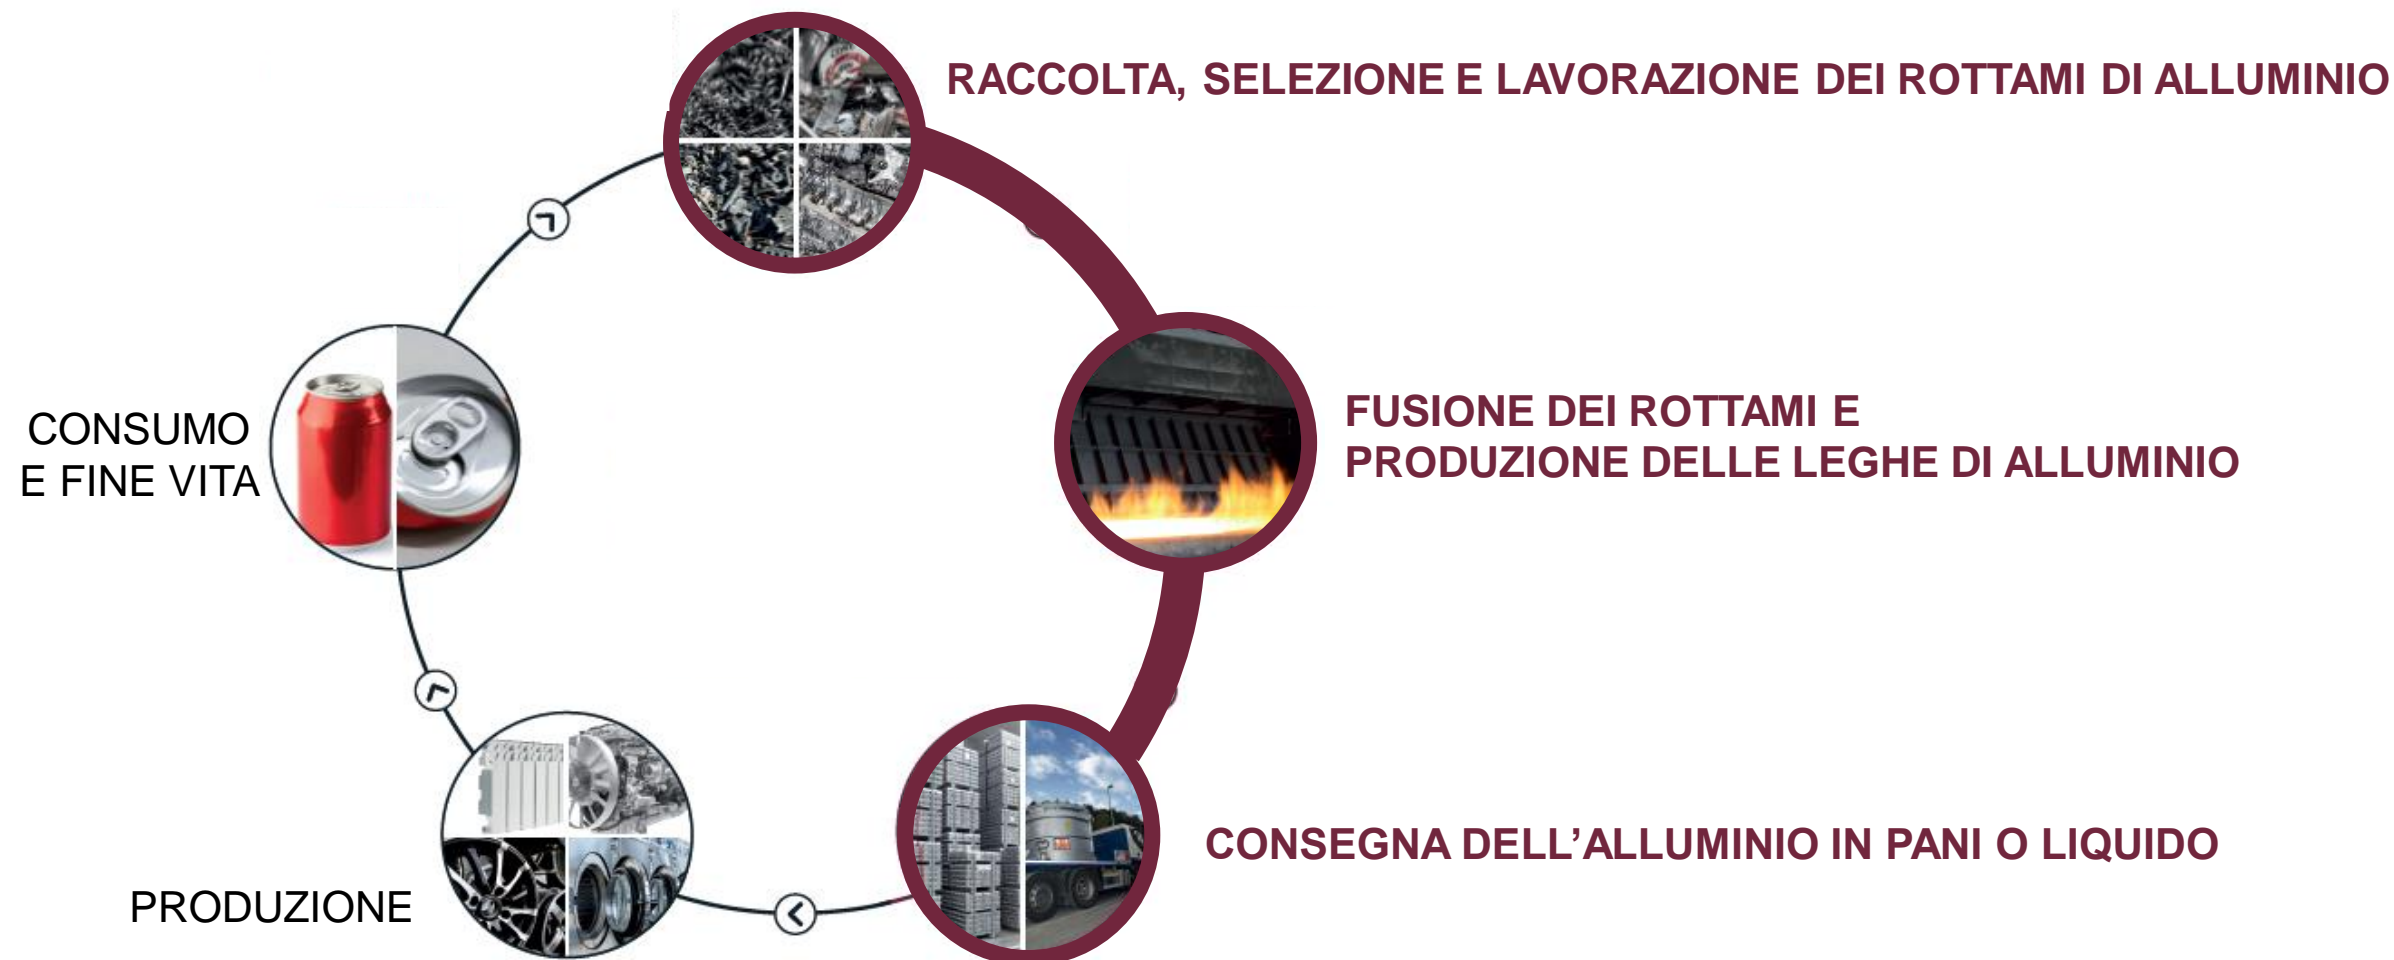 RACCOLTA, SELEZIONE E LAVORAZIONE DEI ROTTAMI DI ALLUMINIO
FUSIONE DEI ROTTAMI E
PRODUZIONE DELLE LEGHE DI ALLUMINIO
CONSEGNA DELL’ALLUMINIO IN PANI O LIQUIDO
PRODUZIONE
CONSUMO
E FINE VITA